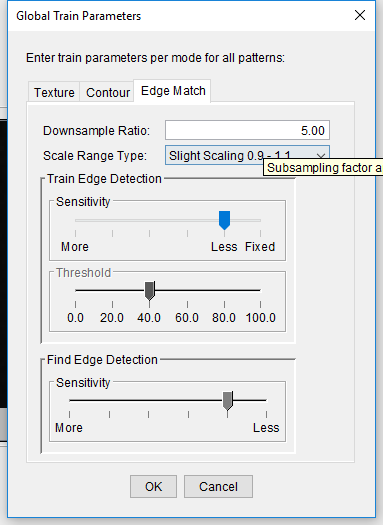 Global Train Parameters
Enter train parameters per mode for all patterns:
Texture Contour Edge Match
Downsample Ratio: 5.00
Scale Range Type: Slight Scaling 0.9 - 1.1
Subsampling factor a
Train Edge Detection
Sensitivity
More Less Fixed
Threshold
0.0 20.0 40.0 60.0 80.0 100.0
Find Edge Detection
Sensitivity
More Less
OK Cancel